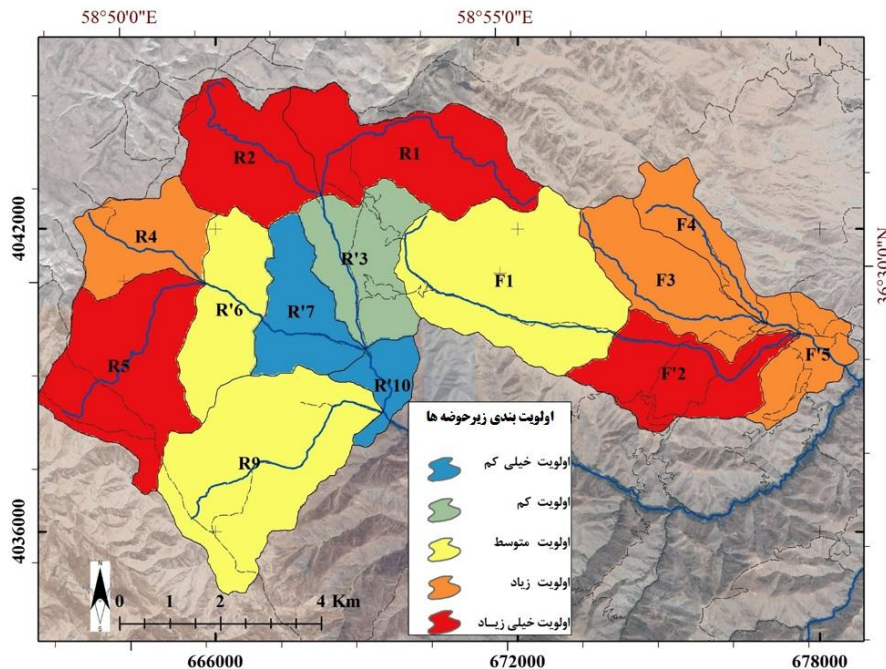 58°50'0"E
58°55'0"E
R2
R1
F4
4042000
R4
R'3
F3
36°30'0"N
F1
R'6
R'7
R5
F'5
F'2
R'10
R9
اولویت بندی زیرحوضه ها
اولویت خیلی کم
اولویت کم
اولویت متوسط
اولویت زیاد
اولویت خیلی زیـاد
4036000
N
S
0 1 2 4 Km
666000
672000
678000